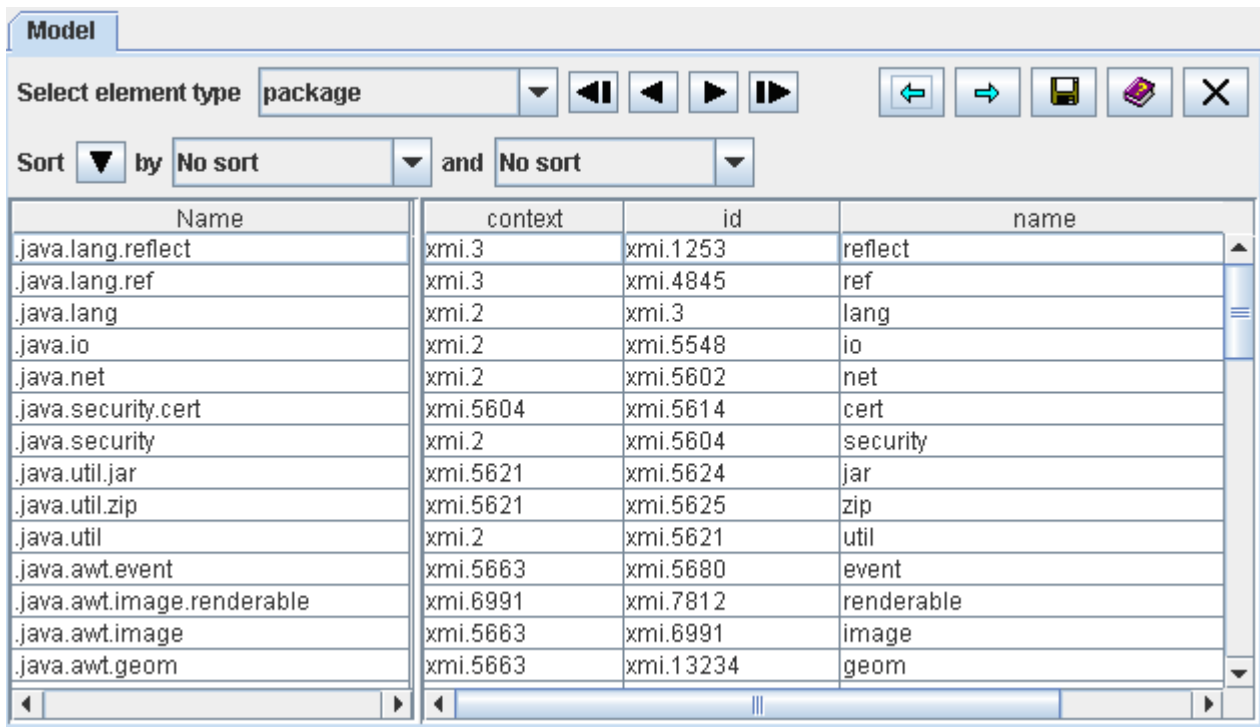 Model
Select element type package
Sort by No sort and No sort
Name context id name
.java.lang.reflect xmi.3 xmi.1253 reflect
.java.lang.ref xmi.3 xmi.4845 ref
.java.lang xmi.2 xmi.3 lang
.java.io xmi.2 xmi.5548 io
.java.net xmi.2 xmi.5602 net
.java.security.cert xmi.5604 xmi.5614 cert
.java.security xmi.2 xmi.5604 security
.java.util.jar xmi.5621 xmi.5624 jar
.java.util.zip xmi.5621 xmi.5625 zip
.java.util xmi.2 xmi.5621 util
.java.awt.event xmi.5663 xmi.5680 event
.java.awt.image.renderable xmi.6991 xmi.7812 renderable
.java.awt.image xmi.5663 xmi.6991 image
.java.awt.geom xmi.5663 xmi.13234 geom